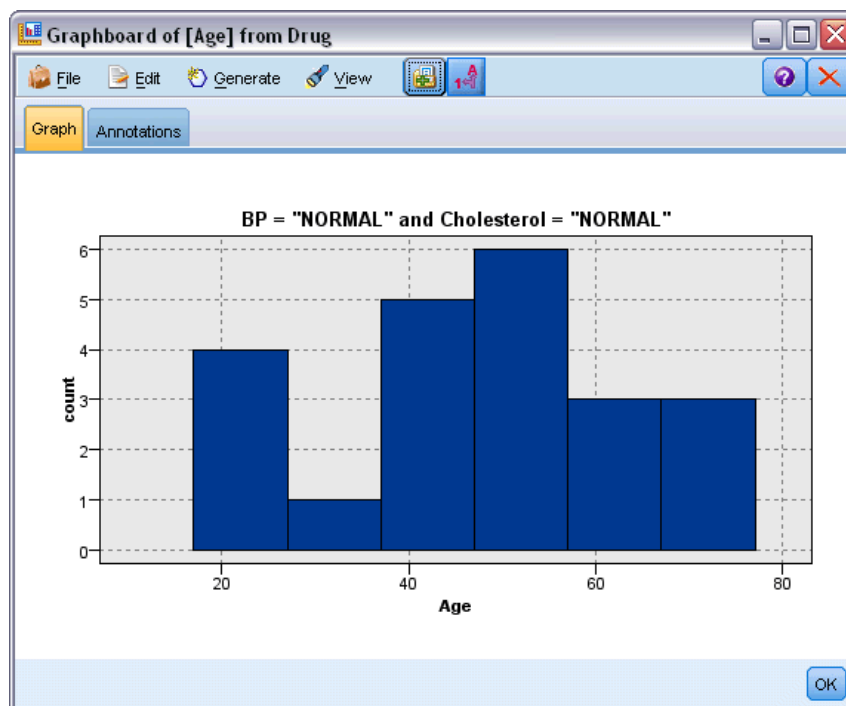 Graphboard of [Age] from Drug
File Edit Generate View
Graph Annotations
BP = "NORMAL" and Cholesterol = "NORMAL"
6
5
4
3
2
1
0
count
20 40 60 80
Age
OK